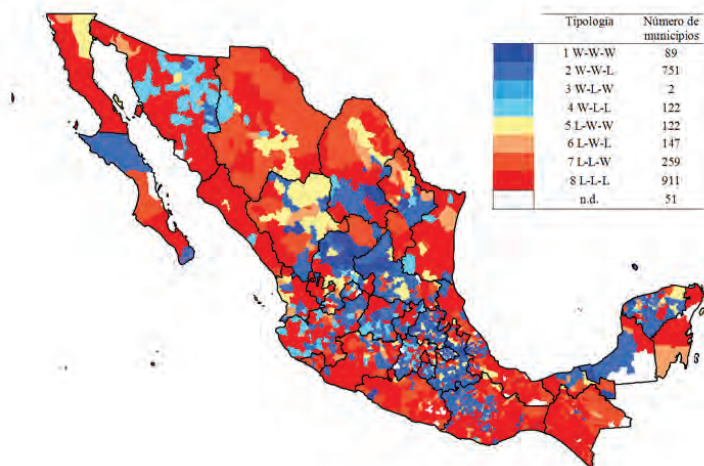 Tipología Número de
municipios
1 W-W-W 89
2 W-W-L 751
3 W-L-W 2
4 W-L-L 122
5 L-W-W 122
6 L-W-L 147
7 L-L-W 259
8 L-L-L 911
n.d. 51